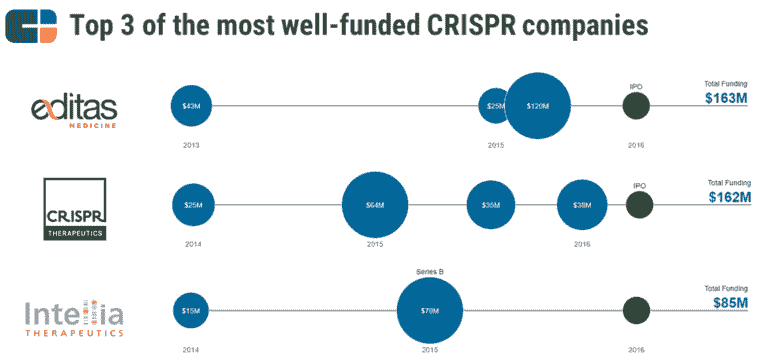 Top 3 of the most well-funded CRISPR companies
editas
MEDICINE
$43M
$25M
$120M
IPO
Total Funding
$163M
2013
2015
2016
CRISPR
THERAPEUTICS
$25M
$64M
$35M
$38M
IPO
Total Funding
$162M
2014
2015
2016
Intellia
THERAPEUTICS
$15M
Series B
$70M
Total Funding
$85M
2014
2015
2016